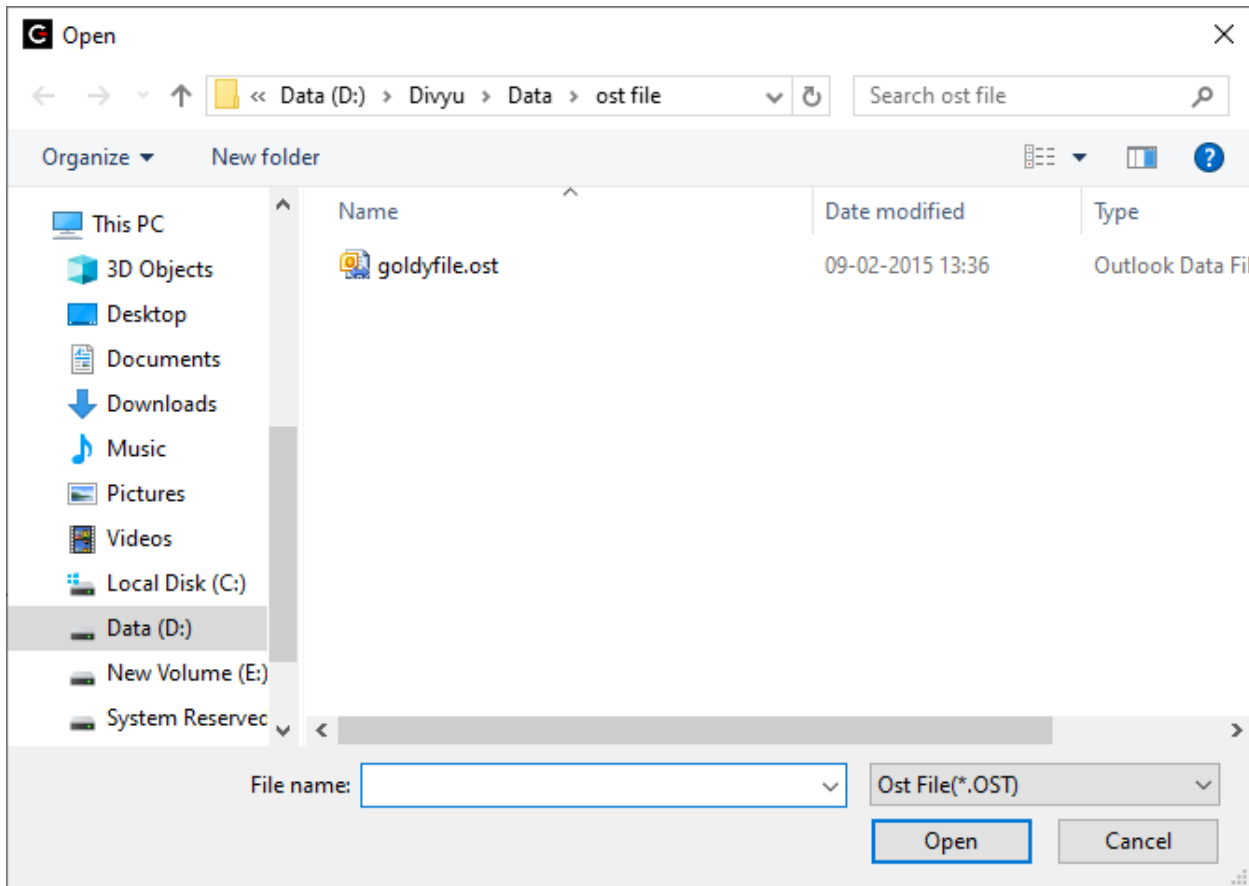 Open
« Data (D:) > Divyu > Data > ost file
Search ost file
Organize
New folder
Name
Date modified
Type
goldyfile.ost
09-02-2015 13:36
Outlook Data Fil
This PC
3D Objects
Desktop
Documents
Downloads
Music
Pictures
Videos
Local Disk (C:)
Data (D:)
New Volume (E:)
System Reserved
File name:
Ost File(*.OST)
Open
Cancel